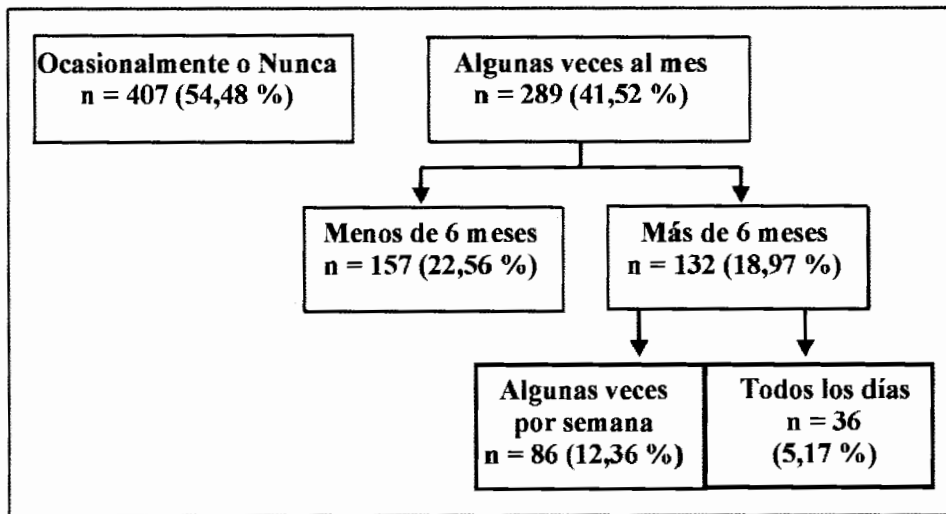 Ocasionalmente o Nunca
n = 407 (54,48 %)
Algunas veces al mes
n = 289 (41,52 %)
Menos de 6 meses
n = 157 (22,56 %)
Más de 6 meses
n = 132 (18,97 %)
Algunas veces
por semana
n = 86 (12,36 %)
Todos los días
n = 36
(5,17 %)